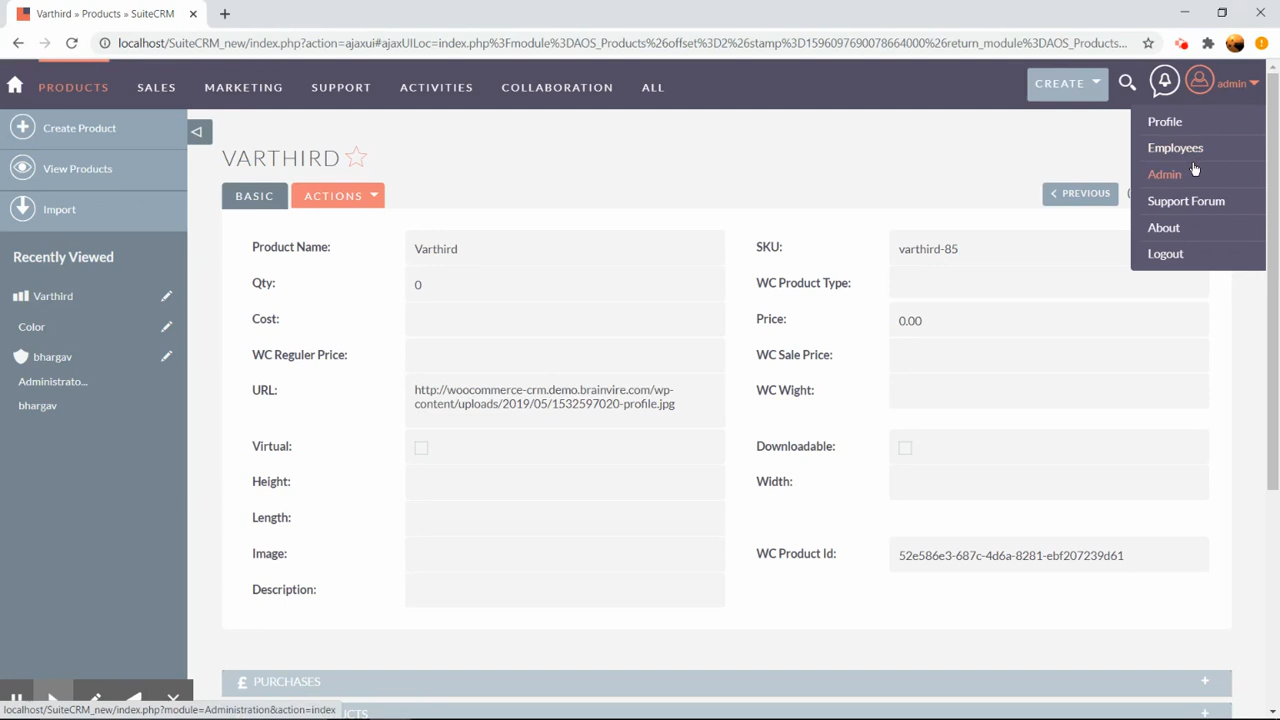 Varthird » Products » SuiteCRM
localhost/SuiteCRM_new/index.php?action=ajaxui#ajaxUILoc=index.php%3Fmodule%3DAOS_Products%26offset%3D2%26stamp%3D1596097690078664000%26return_module%3DAOS_Products...
PRODUCTS SALES MARKETING SUPPORT ACTIVITIES COLLABORATION ALL CREATE admin
Profile
Employees
Admin
Support Forum
About
Logout
Create Product
View Products
Import
Recently Viewed
Varthird
Color
bhargav
Administrato...
bhargav
VARTHIRD
BASIC ACTIONS PREVIOUS
Product Name: Varthird SKU: varthird-85
Qty: 0 WC Product Type:
Cost: Price: 0.00
WC Reguler Price: WC Sale Price:
URL: http://woocommerce-crm.demo.brainvire.com/wp-
content/uploads/2019/05/1532597020-profile.jpg
WC Wight:
Virtual: Downloadable:
Height: Width:
Length:
Image: WC Product Id: 52e586e3-687c-4d6a-8281-ebf207239d61
Description:
£ PURCHASES +
localhost/SuiteCRM_new/index.php?module=Administration&action=index